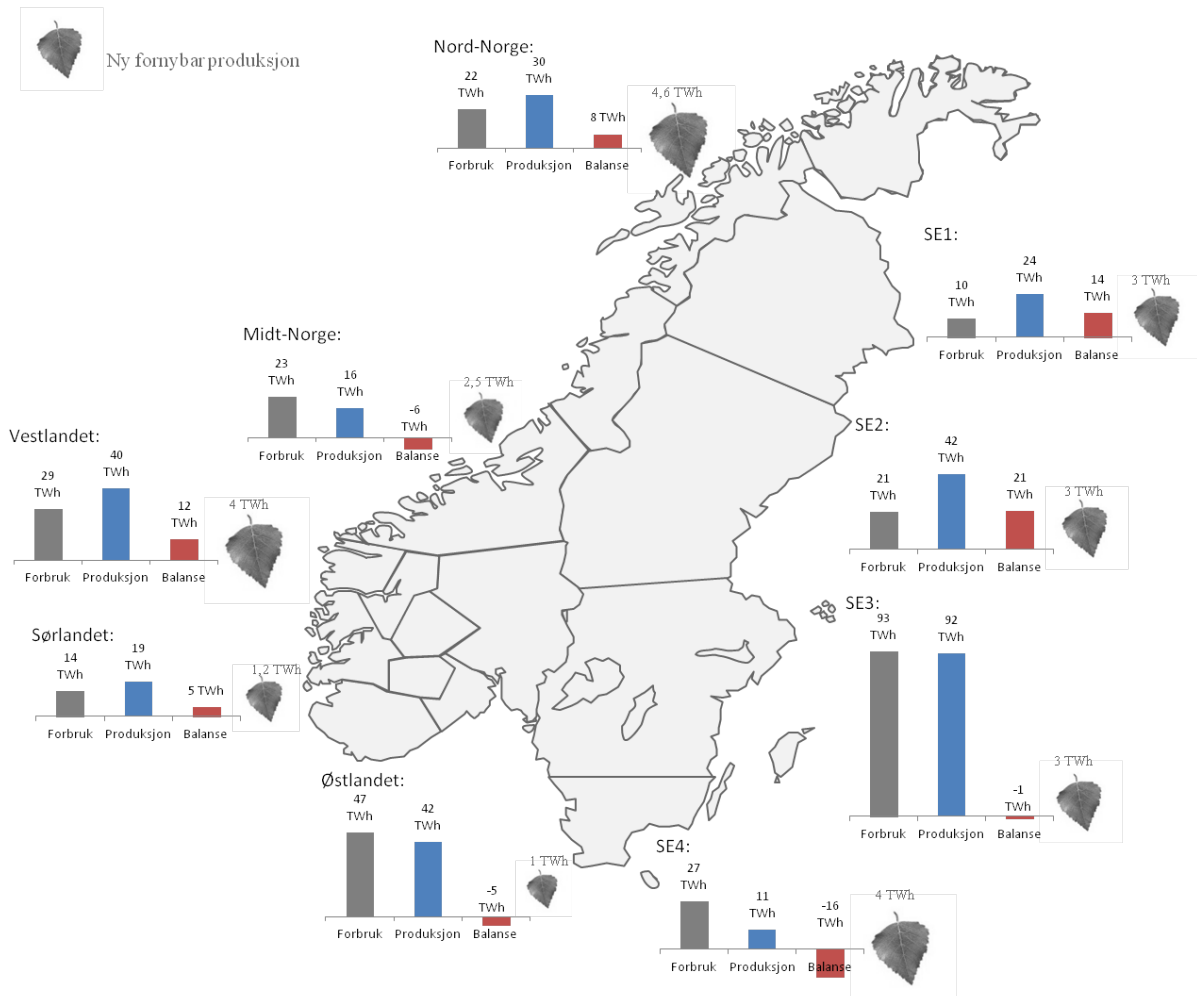 Ny fornybar produksjon
Nord-Norge:
22
TWh
30
TWh
8 TWh
4,6 TWh
Forbruk
Produksjon
Balanse
SE1:
10
TWh
24
TWh
14
TWh
3 TWh
Forbruk
Produksjon
Balanse
Midt-Norge:
23
TWh
16
TWh
-6
TWh
2,5 TWh
Forbruk
Produksjon
Balanse
SE2:
21
TWh
42
TWh
21
TWh
3 TWh
Forbruk
Produksjon
Balanse
Vestlandet:
29
TWh
40
TWh
12
TWh
4 TWh
Forbruk
Produksjon
Balanse
SE3:
93
TWh
92
TWh
-1
TWh
3 TWh
Forbruk
Produksjon
Balanse
Sørlandet:
14
TWh
19
TWh
5 TWh
1,2 TWh
Forbruk
Produksjon
Balanse
Østlandet:
47
TWh
42
TWh
-5
TWh
1 TWh
Forbruk
Produksjon
Balanse
SE4:
27
TWh
11
TWh
-16
TWh
4 TWh
Forbruk
Produksjon
Balanse